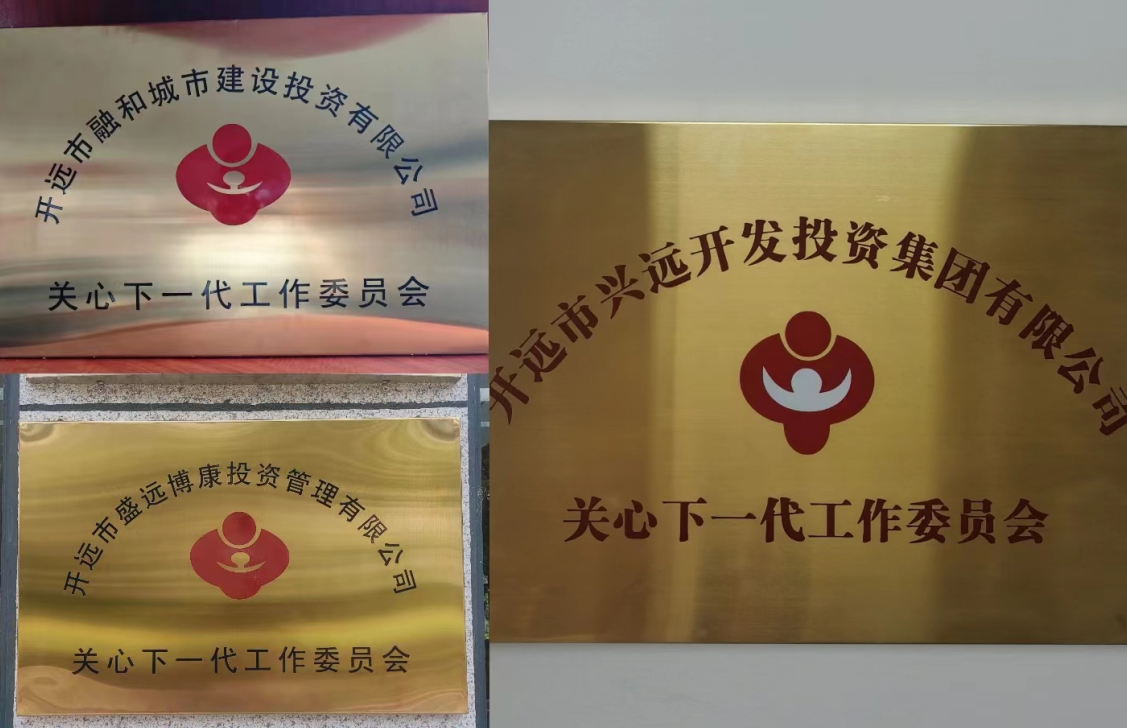 开远市融和城市建设投资有限公司
关心下一代工作委员会
开远市盛远博康投资管理有限公司
关心下一代工作委员会
开远市兴远开发投资集团有限公司
关心下一代工作委员会